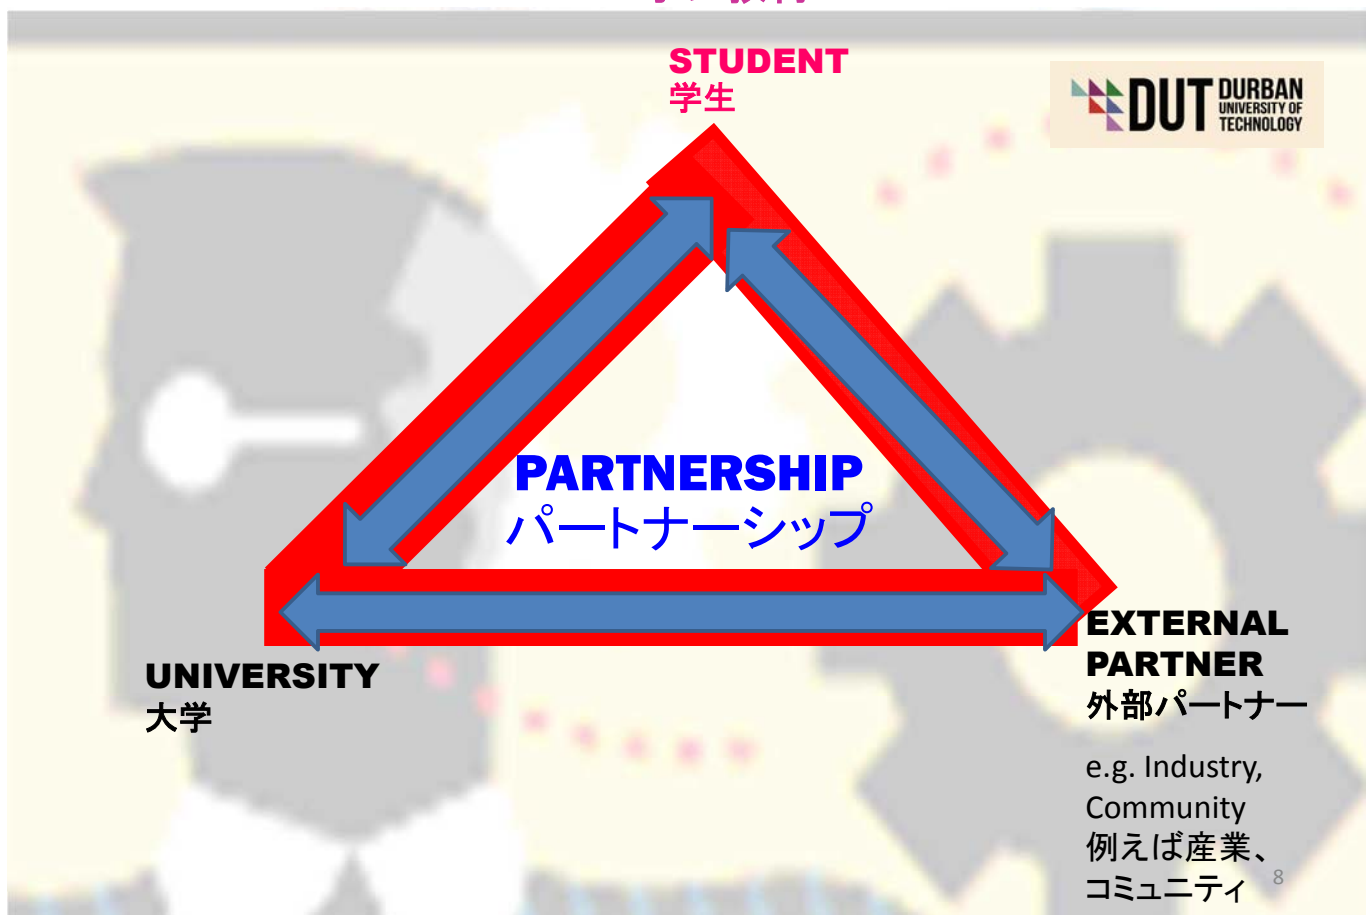 STUDENT
学生
DUT DURBAN
UNIVERSITY OF
TECHNOLOGY
PARTNERSHIP
パートナーシップ
UNIVERSITY
大学
EXTERNAL
PARTNER
外部パートナー
e.g. Industry,
Community
例えば産業、
コミュニティ
8